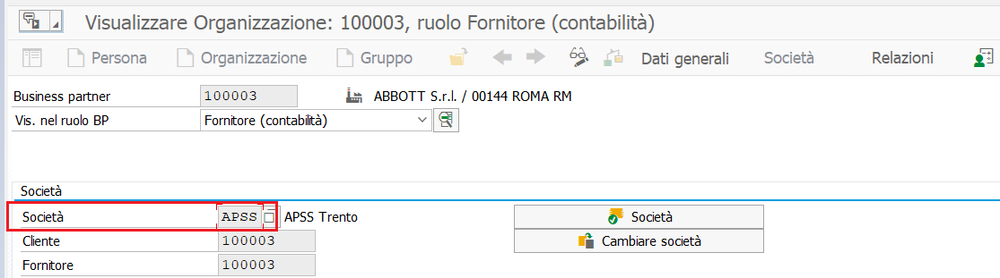 Visualizzare Organizzazione: 100003, ruolo Fornitore (contabilità)
Persona Organizzazione Gruppo Dati generali Società Relazioni
Business partner 100003 ABBOTT S.r.l. / 00144 ROMA RM
Vis. nel ruolo BP Fornitore (contabilità)
Società
Società APSS APSS Trento Società
Cliente 100003 Cambiare società
Fornitore 100003